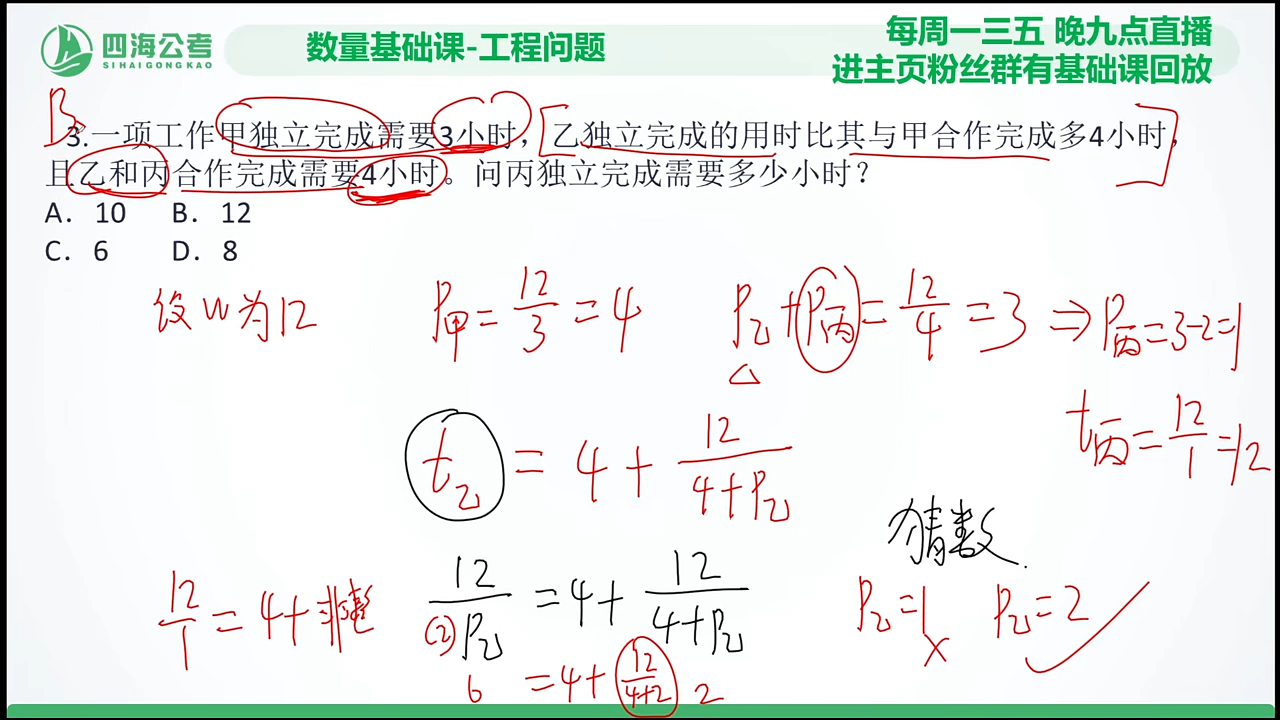 四海公考
SIHAIGONGKAO
数量基础课-工程问题
每周一三五 晚九点直播
进主页粉丝群有基础课回放
B
3. 一项工作甲独立完成需要3小时，乙独立完成的用时比其与甲合作完成多4小时，
且乙和丙合作完成需要4小时。问丙独立完成需要多少小时？
A. 10 B. 12
C. 6 D. 8
设W为12 P甲=12/3=4 P乙+P丙=12/4=3 ⇒P丙=3-2=1
t丙=12/1=12
t乙=4+12/(4+P乙)
猜数
12/1=4+非整 12/P乙=4+12/(4+P乙) P乙=1 × P乙=2 ✓
(2)
6 =4+12/(4+2) 2